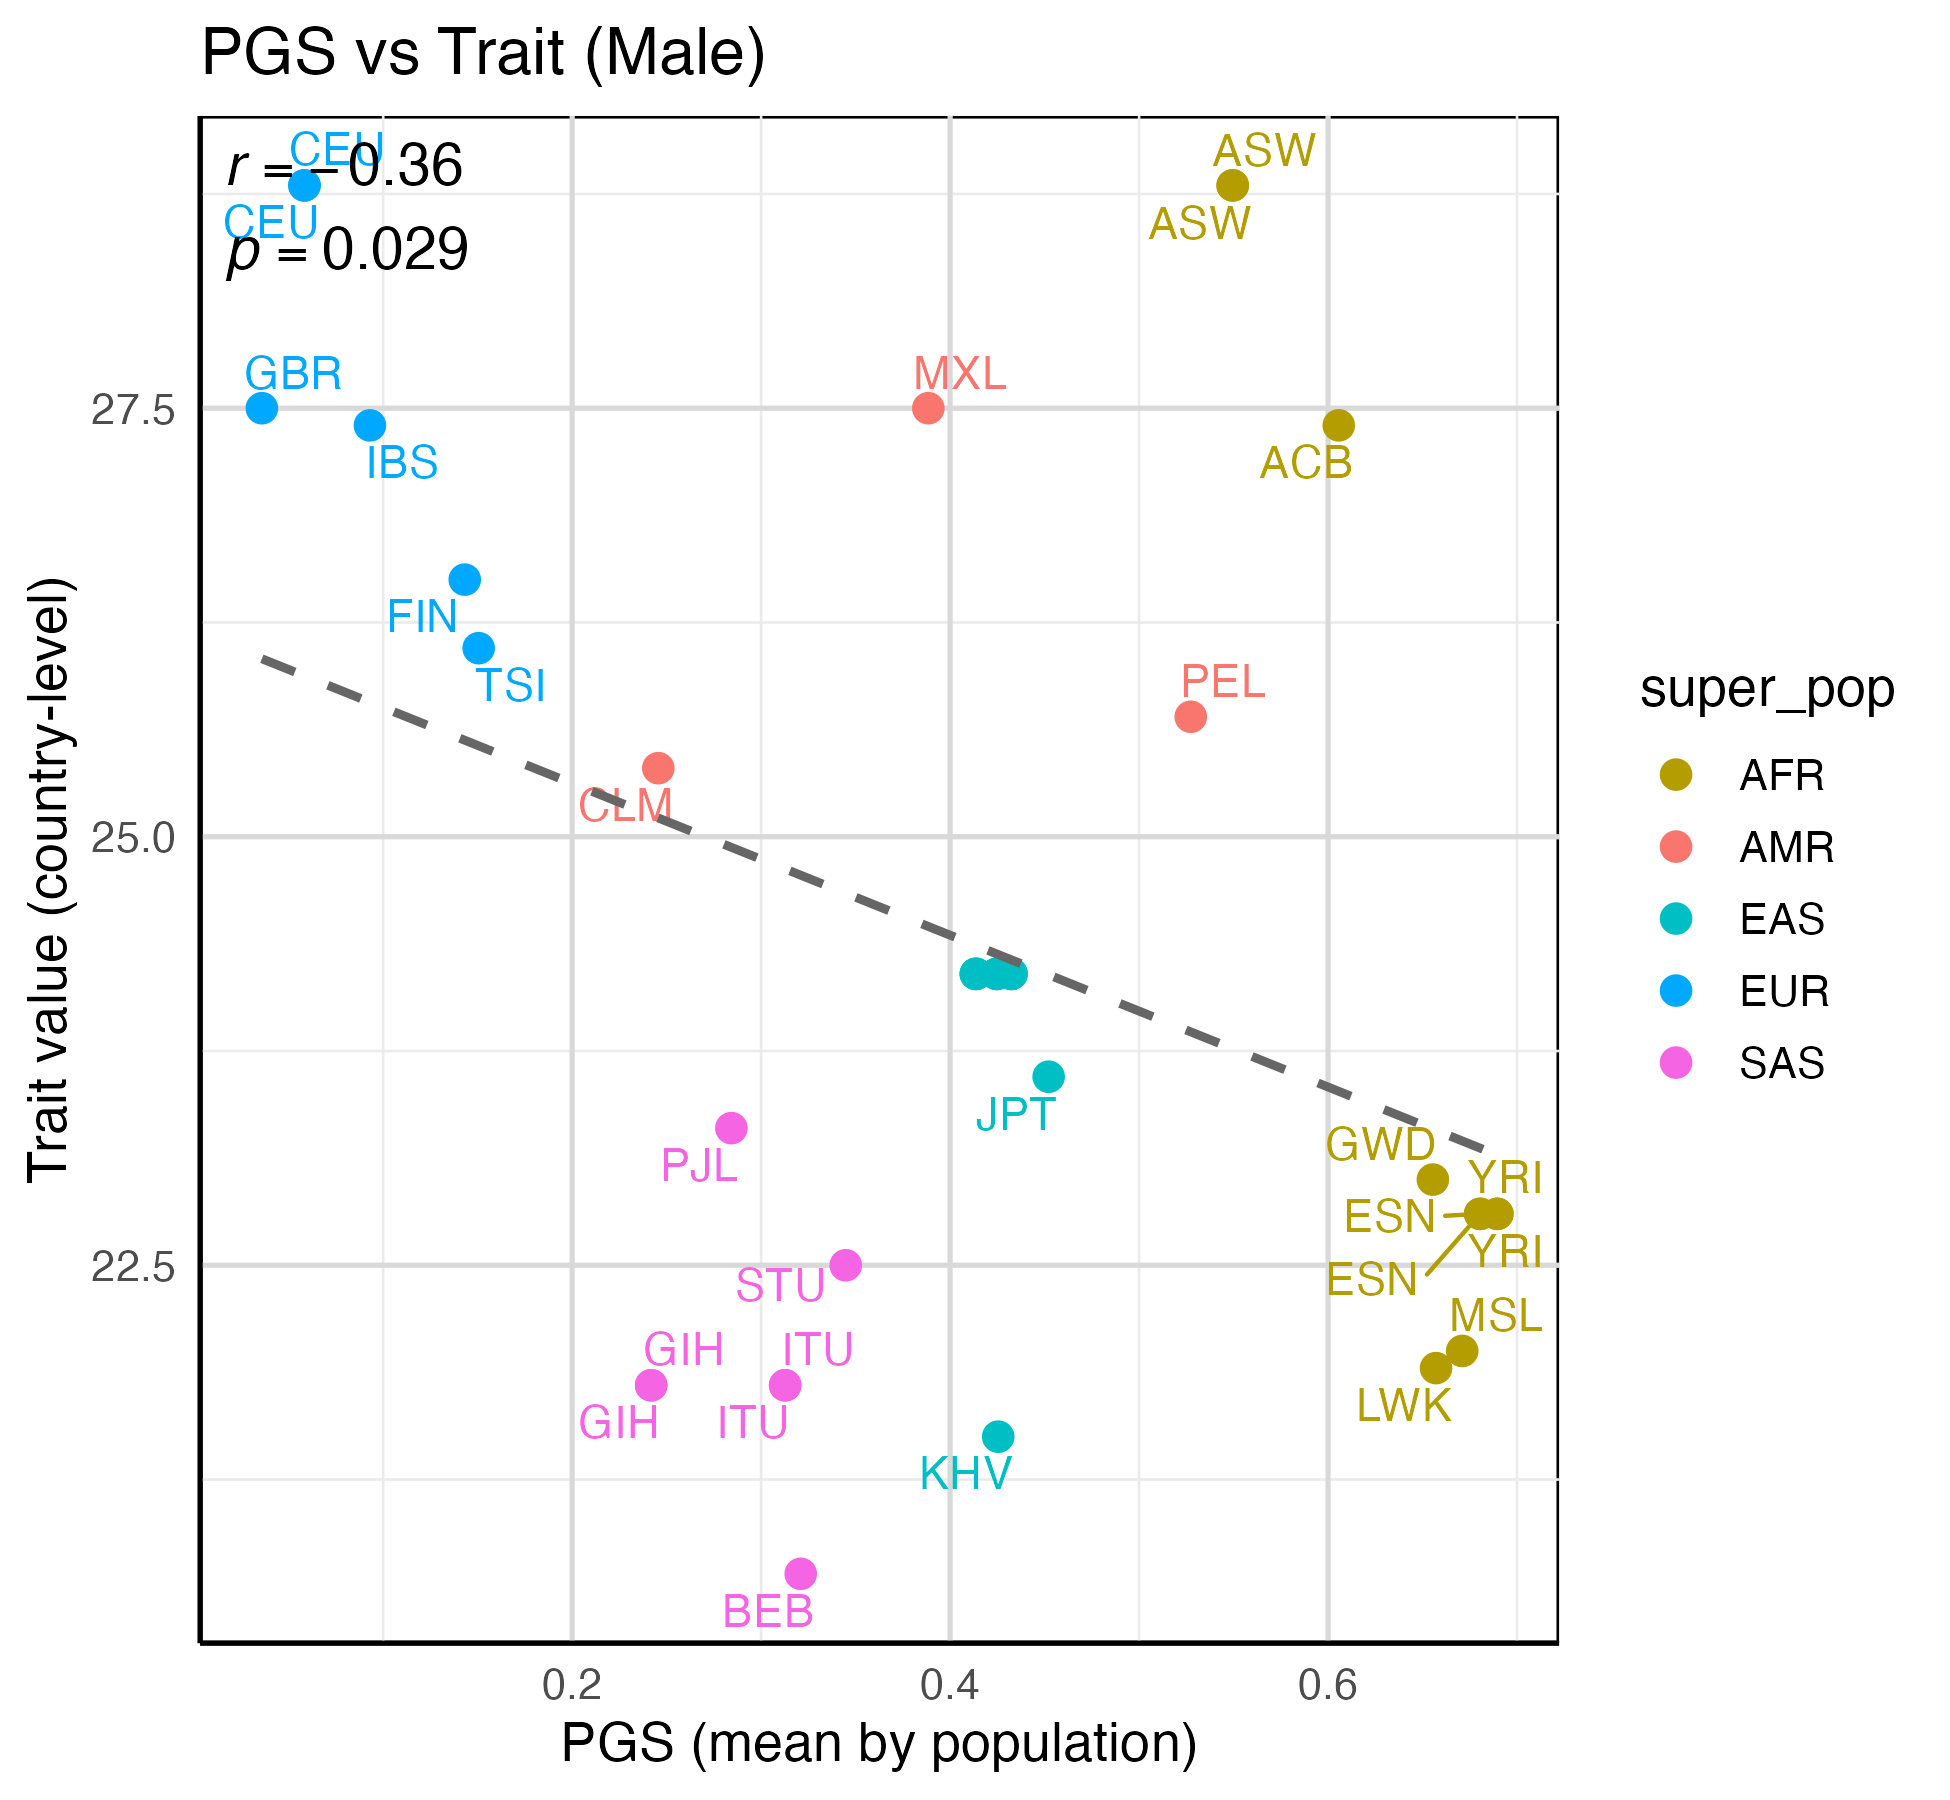 PGS vs Trait (Male)
CEU
r = −0.36
CEU
p = 0.029
ASW
ASW
GBR
MXL
27.5
IBS
ACB
FIN
TSI
PEL
CLM
25.0
JPT
PJL
GWD
YRI
ESN
YRI
22.5
STU
ESN
MSL
GIH
ITU
GIH
ITU
LWK
KHV
BEB
0.2
0.4
0.6
PGS (mean by population)
Trait value (country-level)
super_pop
AFR
AMR
EAS
EUR
SAS